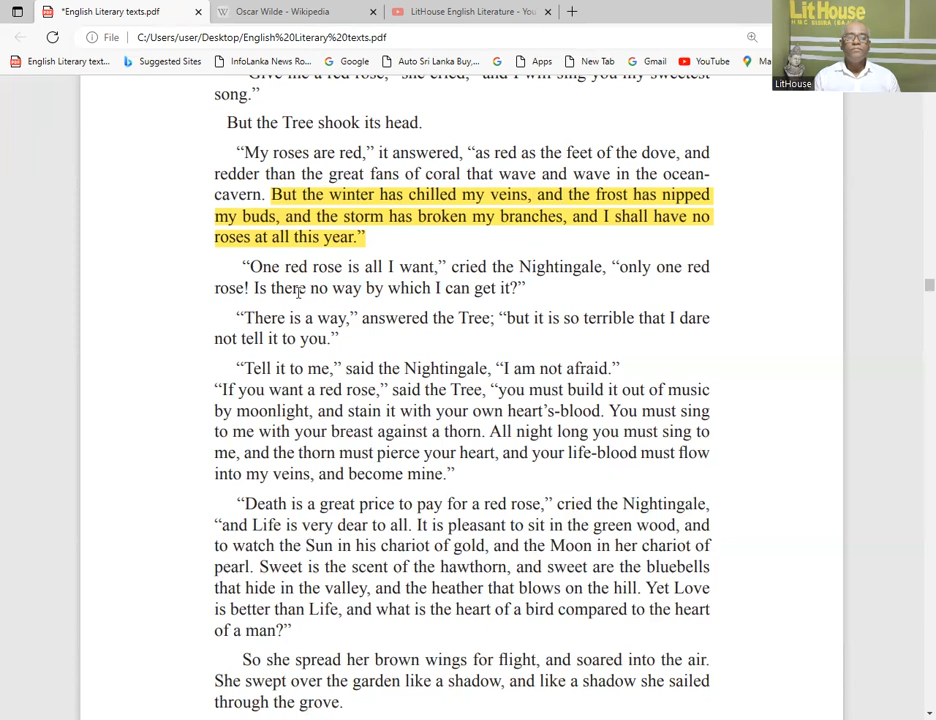 *English Literary texts.pdf
Oscar Wilde - Wikipedia
LitHouse English Literature - You
File
C:/Users/user/Desktop/English%20Literary%20texts.pdf
English Literary text...
Suggested Sites
InfoLanka News Ro...
Google
Auto Sri Lanka Buy,...
Apps
New Tab
Gmail
YouTube
Ma
LitHouse
LitHouse
"Give me a red rose," she cried, "and I will sing you my sweetest
song."
But the Tree shook its head.
"My roses are red," it answered, "as red as the feet of the dove, and
redder than the great fans of coral that wave and wave in the ocean-
cavern. But the winter has chilled my veins, and the frost has nipped
my buds, and the storm has broken my branches, and I shall have no
roses at all this year."
"One red rose is all I want," cried the Nightingale, "only one red
rose! Is there no way by which I can get it?"
"There is a way," answered the Tree; "but it is so terrible that I dare
not tell it to you."
"Tell it to me," said the Nightingale, "I am not afraid."
"If you want a red rose," said the Tree, "you must build it out of music
by moonlight, and stain it with your own heart's-blood. You must sing
to me with your breast against a thorn. All night long you must sing to
me, and the thorn must pierce your heart, and your life-blood must flow
into my veins, and become mine."
"Death is a great price to pay for a red rose," cried the Nightingale,
"and Life is very dear to all. It is pleasant to sit in the green wood, and
to watch the Sun in his chariot of gold, and the Moon in her chariot of
pearl. Sweet is the scent of the hawthorn, and sweet are the bluebells
that hide in the valley, and the heather that blows on the hill. Yet Love
is better than Life, and what is the heart of a bird compared to the heart
of a man?"
So she spread her brown wings for flight, and soared into the air.
She swept over the garden like a shadow, and like a shadow she sailed
through the grove.